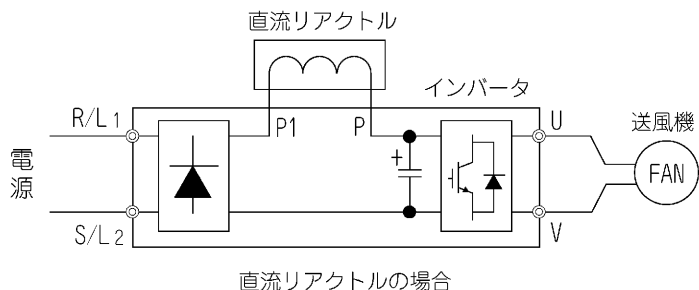 直流リアクトル
インバータ
R/L1
P1
P
U
送風機
電源
+
FAN
S/L2
V
直流リアクトルの場合